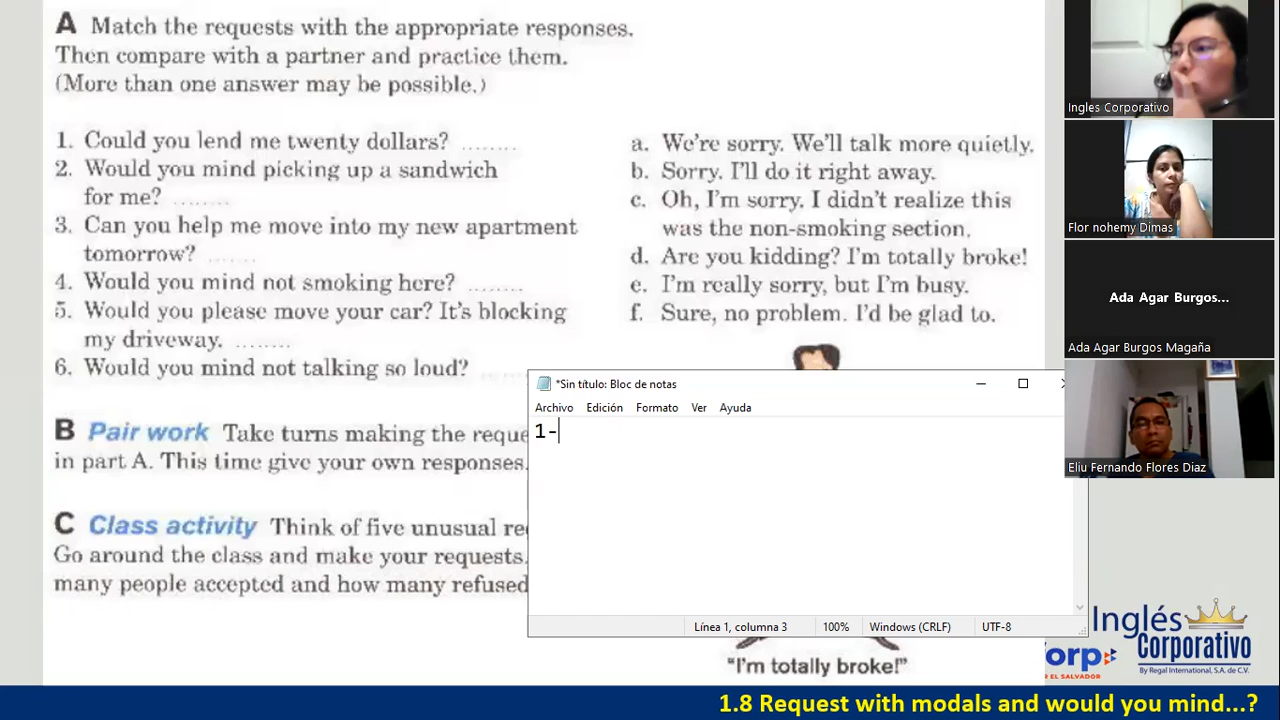 A Match the requests with the appropriate responses.
Then compare with a partner and practice them.
(More than one answer may be possible.)
1. Could you lend me twenty dollars? ........
2. Would you mind picking up a sandwich
for me? ........
3. Can you help me move into my new apartment
tomorrow? .......
4. Would you mind not smoking here? ........
5. Would you please move your car? It's blocking
my driveway. ........
6. Would you mind not talking so loud?
a. We're sorry. We'll talk more quietly.
b. Sorry. I'll do it right away.
c. Oh, I'm sorry. I didn't realize this
was the non-smoking section.
d. Are you kidding? I'm totally broke!
e. I'm really sorry, but I'm busy.
f. Sure, no problem. I'd be glad to.
B Pair work Take turns making the reque
in part A. This time give your own responses.
C Class activity Think of five unusual re
Go around the class and make your requests.
many people accepted and how many refused
"I'm totally broke!"
*Sin título: Bloc de notas
Archivo Edición Formato Ver Ayuda
1-
Línea 1, columna 3 100% Windows (CRLF) UTF-8
Ingles Corporativo
Flor nohemy Dimas
Ada Agar Burgos...
Ada Agar Burgos Magaña
Eliu Fernando Flores Diaz
Inglés
Corporativo
By Regal International, S.A. de C.V.
orp
R EL SALVADOR
1.8 Request with modals and would you mind...?